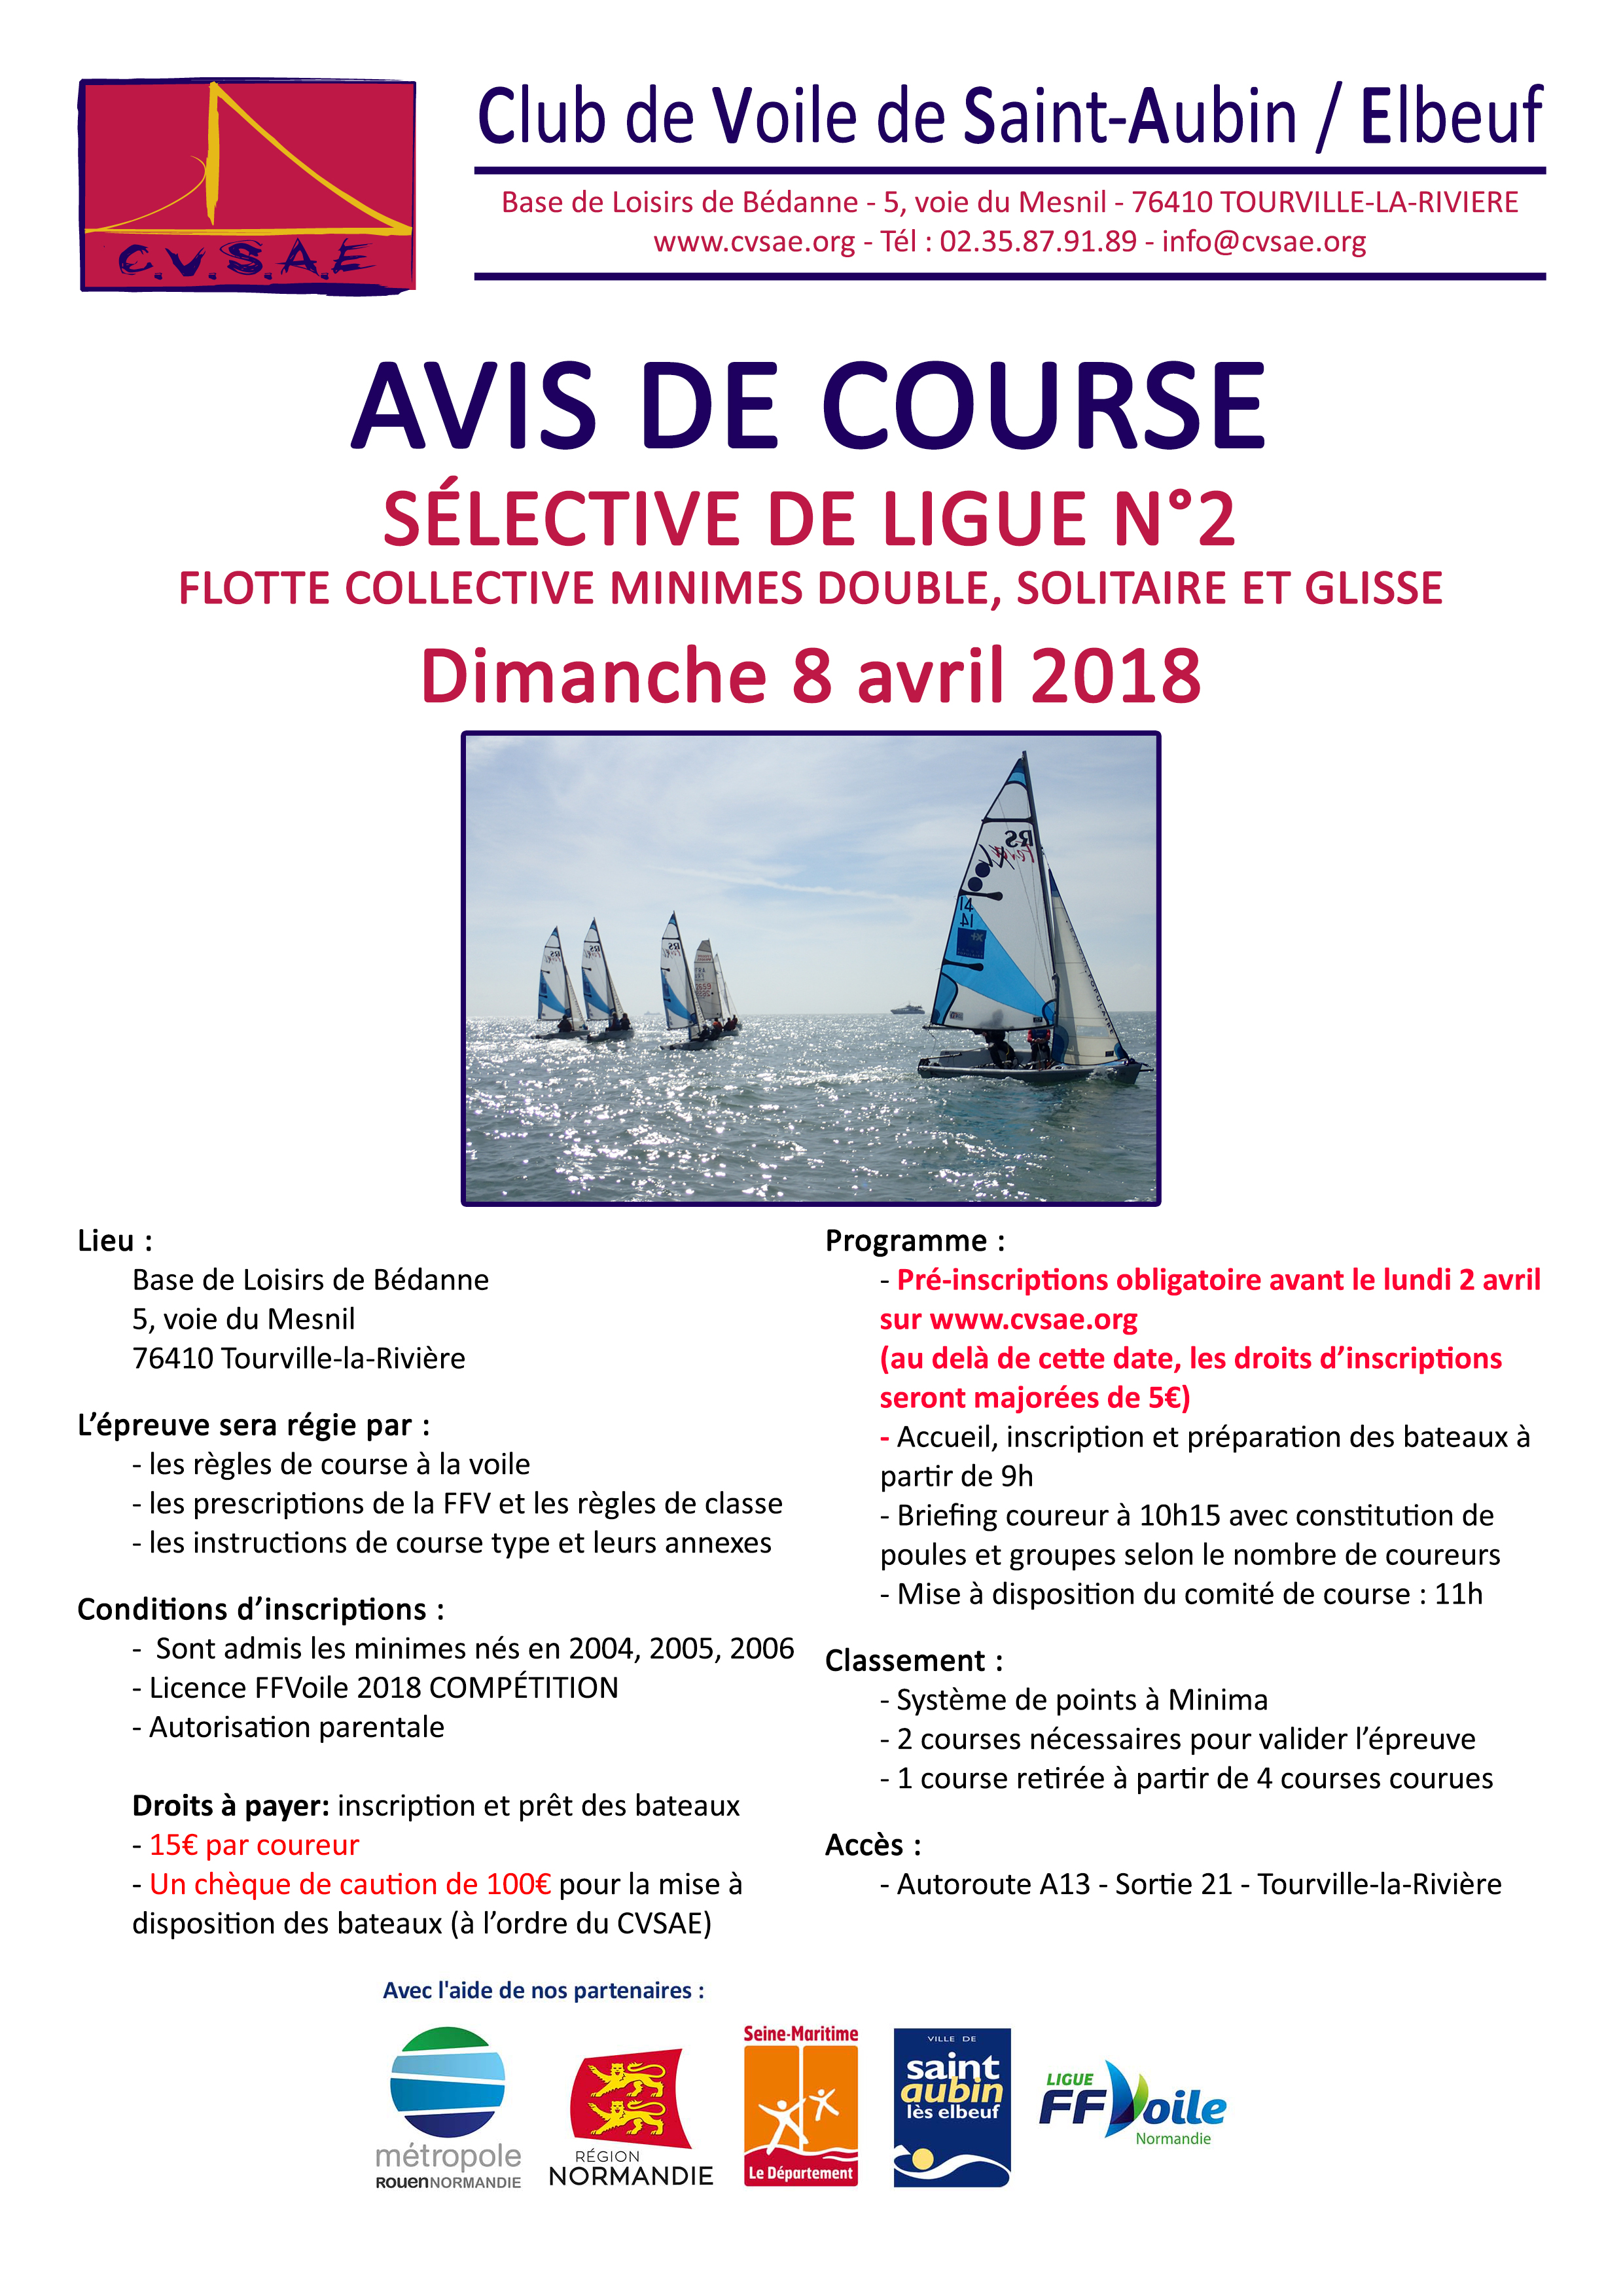 C.V.S.A.E
Club de Voile de Saint-Aubin / Elbeuf
Base de Loisirs de Bédanne - 5, voie du Mesnil - 76410 TOURVILLE-LA-RIVIERE
www.cvsae.org - Tél : 02.35.87.91.89 - info@cvsae.org
AVIS DE COURSE
SÉLECTIVE DE LIGUE N°2
FLOTTE COLLECTIVE MINIMES DOUBLE, SOLITAIRE ET GLISSE
Dimanche 8 avril 2018
RS
14
14
Lieu :
Base de Loisirs de Bédanne
5, voie du Mesnil
76410 Tourville-la-Rivière
L’épreuve sera régie par :
- les règles de course à la voile
- les prescriptions de la FFV et les règles de classe
- les instructions de course type et leurs annexes
Conditions d’inscriptions :
-  Sont admis les minimes nés en 2004, 2005, 2006
- Licence FFVoile 2018 COMPÉTITION
- Autorisation parentale
Droits à payer: inscription et prêt des bateaux
- 15€ par coureur
- Un chèque de caution de 100€ pour la mise à
disposition des bateaux (à l’ordre du CVSAE)
Programme :
- Pré-inscriptions obligatoire avant le lundi 2 avril
sur www.cvsae.org
(au delà de cette date, les droits d’inscriptions
seront majorées de 5€)
- Accueil, inscription et préparation des bateaux à
partir de 9h
- Briefing coureur à 10h15 avec constitution de
poules et groupes selon le nombre de coureurs
- Mise à disposition du comité de course : 11h
Classement :
- Système de points à Minima
- 2 courses nécessaires pour valider l’épreuve
- 1 course retirée à partir de 4 courses courues
Accès :
- Autoroute A13 - Sortie 21 - Tourville-la-Rivière
Avec l'aide de nos partenaires :
métropole
ROUENNORMANDIE
RÉGION
NORMANDIE
Seine-Maritime
Le Département
VILLE DE
saint
aubin
lès elbeuf
LIGUE
FFVoile
Normandie